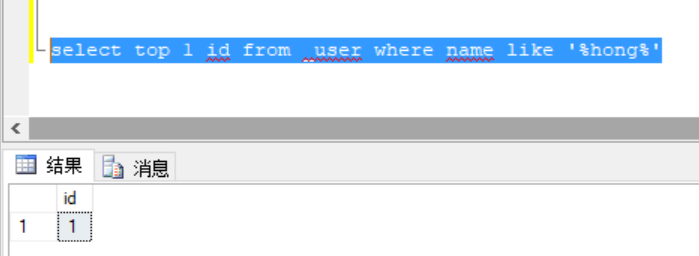 select top 1 id from _user where name like '%hong%'
结果 消息
id
1 1